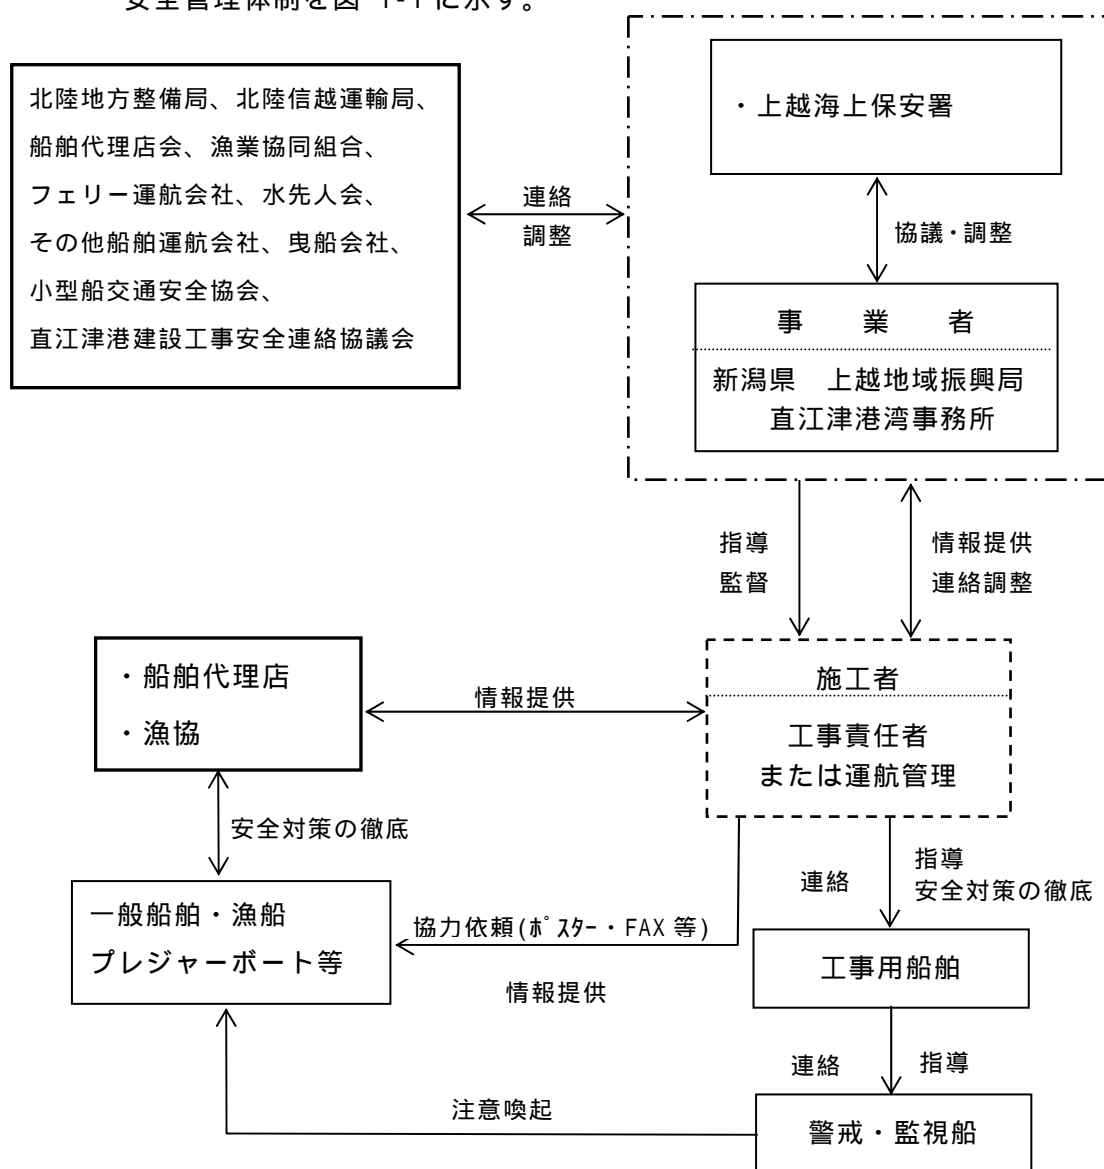 安全管理体制を図-1-1に示す。
北陸地方整備局、北陸信越運輸局、
船舶代理店会、漁業協同組合、
フェリー運航会社、水先人会、
その他船舶運航会社、曳船会社、
小型船交通安全協会、
直江津港建設工事安全連絡協議会
連絡
調整
・上越海上保安署
協議・調整
事 業 者
新潟県 上越地域振興局
直江津港湾事務所
指導
監督
情報提供
連絡調整
・船舶代理店
・漁協
情報提供
施工者
工事責任者
または運航管理
安全対策の徹底
連絡
指導
安全対策の徹底
一般船舶・漁船
プレジャーボート等
協力依頼(ﾎﾟｽﾀｰ・FAX 等)
情報提供
工事用船舶
連絡 指導
注意喚起
警戒・監視船